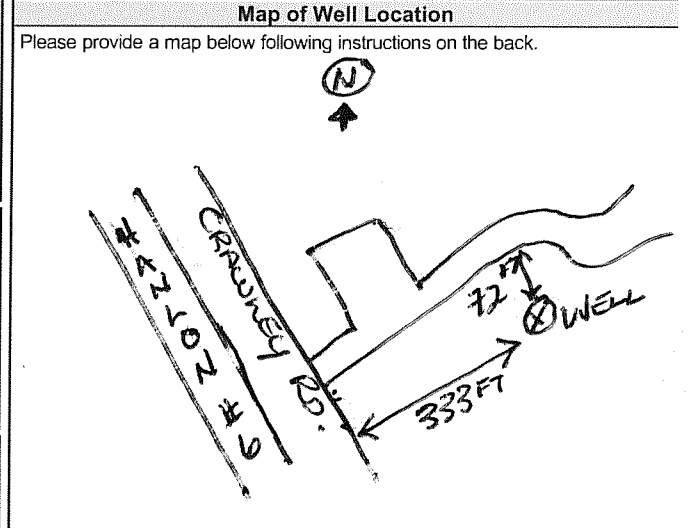 Map of Well Location
Please provide a map below following instructions on the back.
N
HANLON #6
CRAWLEY RD.
72 FT
WELL
333 FT